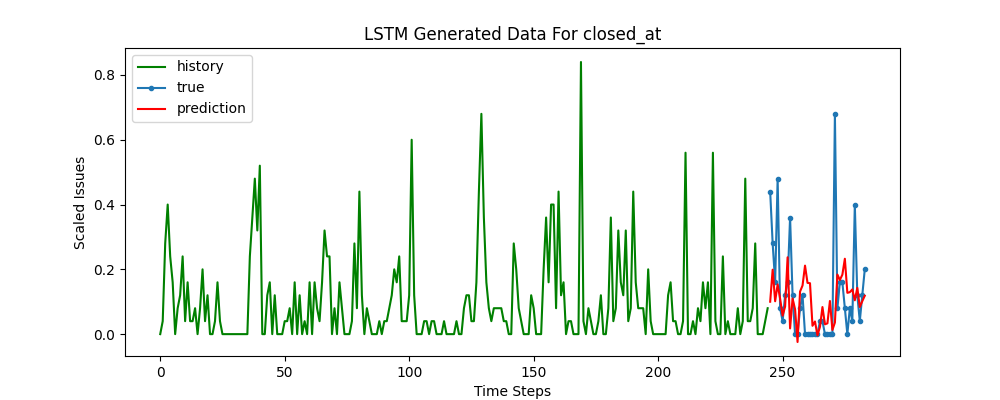 LSTM Generated Data For closed_at
history
true
prediction
Scaled Issues
0.8
0.6
0.4
0.2
0.0
0 50 100 150 200 250
Time Steps